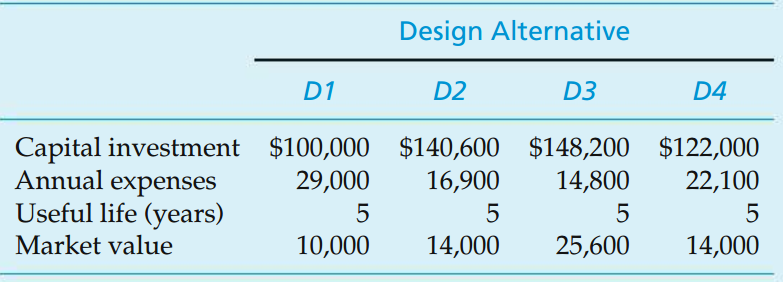 Design Alternative
D1 D2 D3 D4
Capital investment $100,000 $140,600 $148,200 $122,000
Annual expenses 29,000 16,900 14,800 22,100
Useful life (years) 5 5 5 5
Market value 10,000 14,000 25,600 14,000